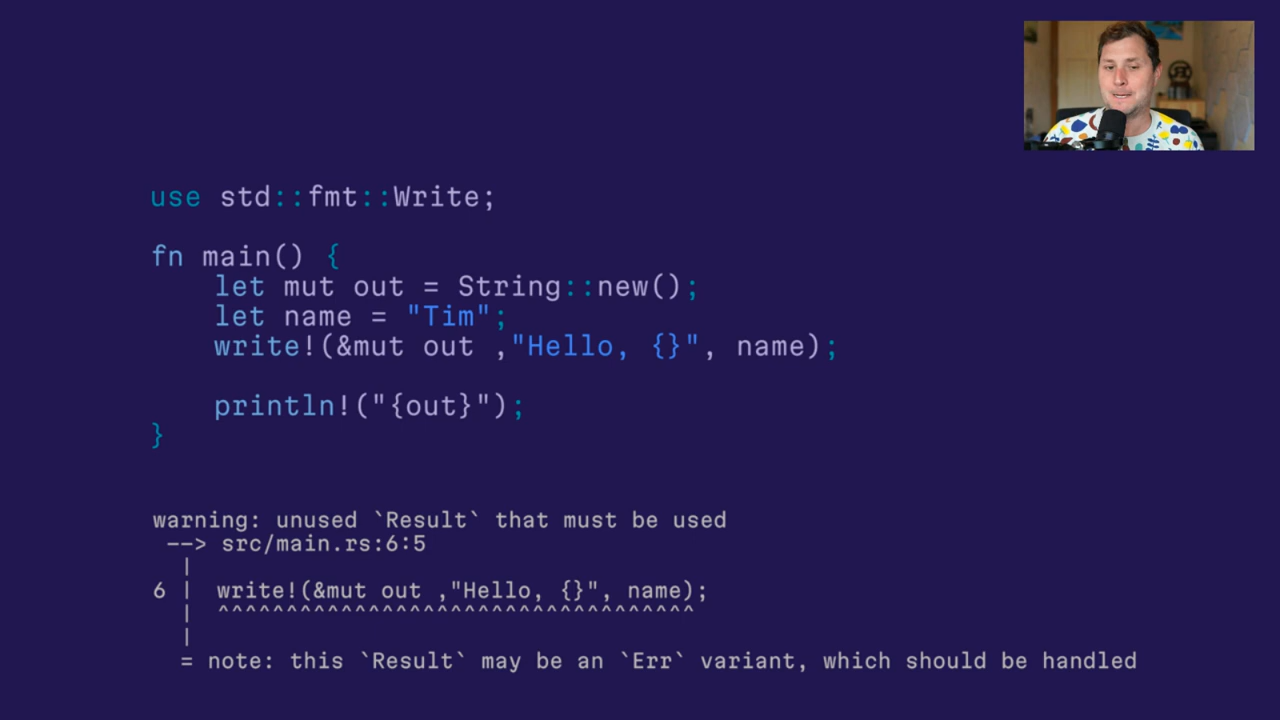 use std::fmt::Write;
fn main() {
let mut out = String::new();
let name = "Tim";
write!(&mut out ,"Hello, {}", name);
println!("{out}");
}
warning: unused `Result` that must be used
--> src/main.rs:6:5
|
6 | write!(&mut out ,"Hello, {}", name);
| ^^^^^^^^^^^^^^^^^^^^^^^^^^^^^^^^^^^
|
= note: this `Result` may be an `Err` variant, which should be handled